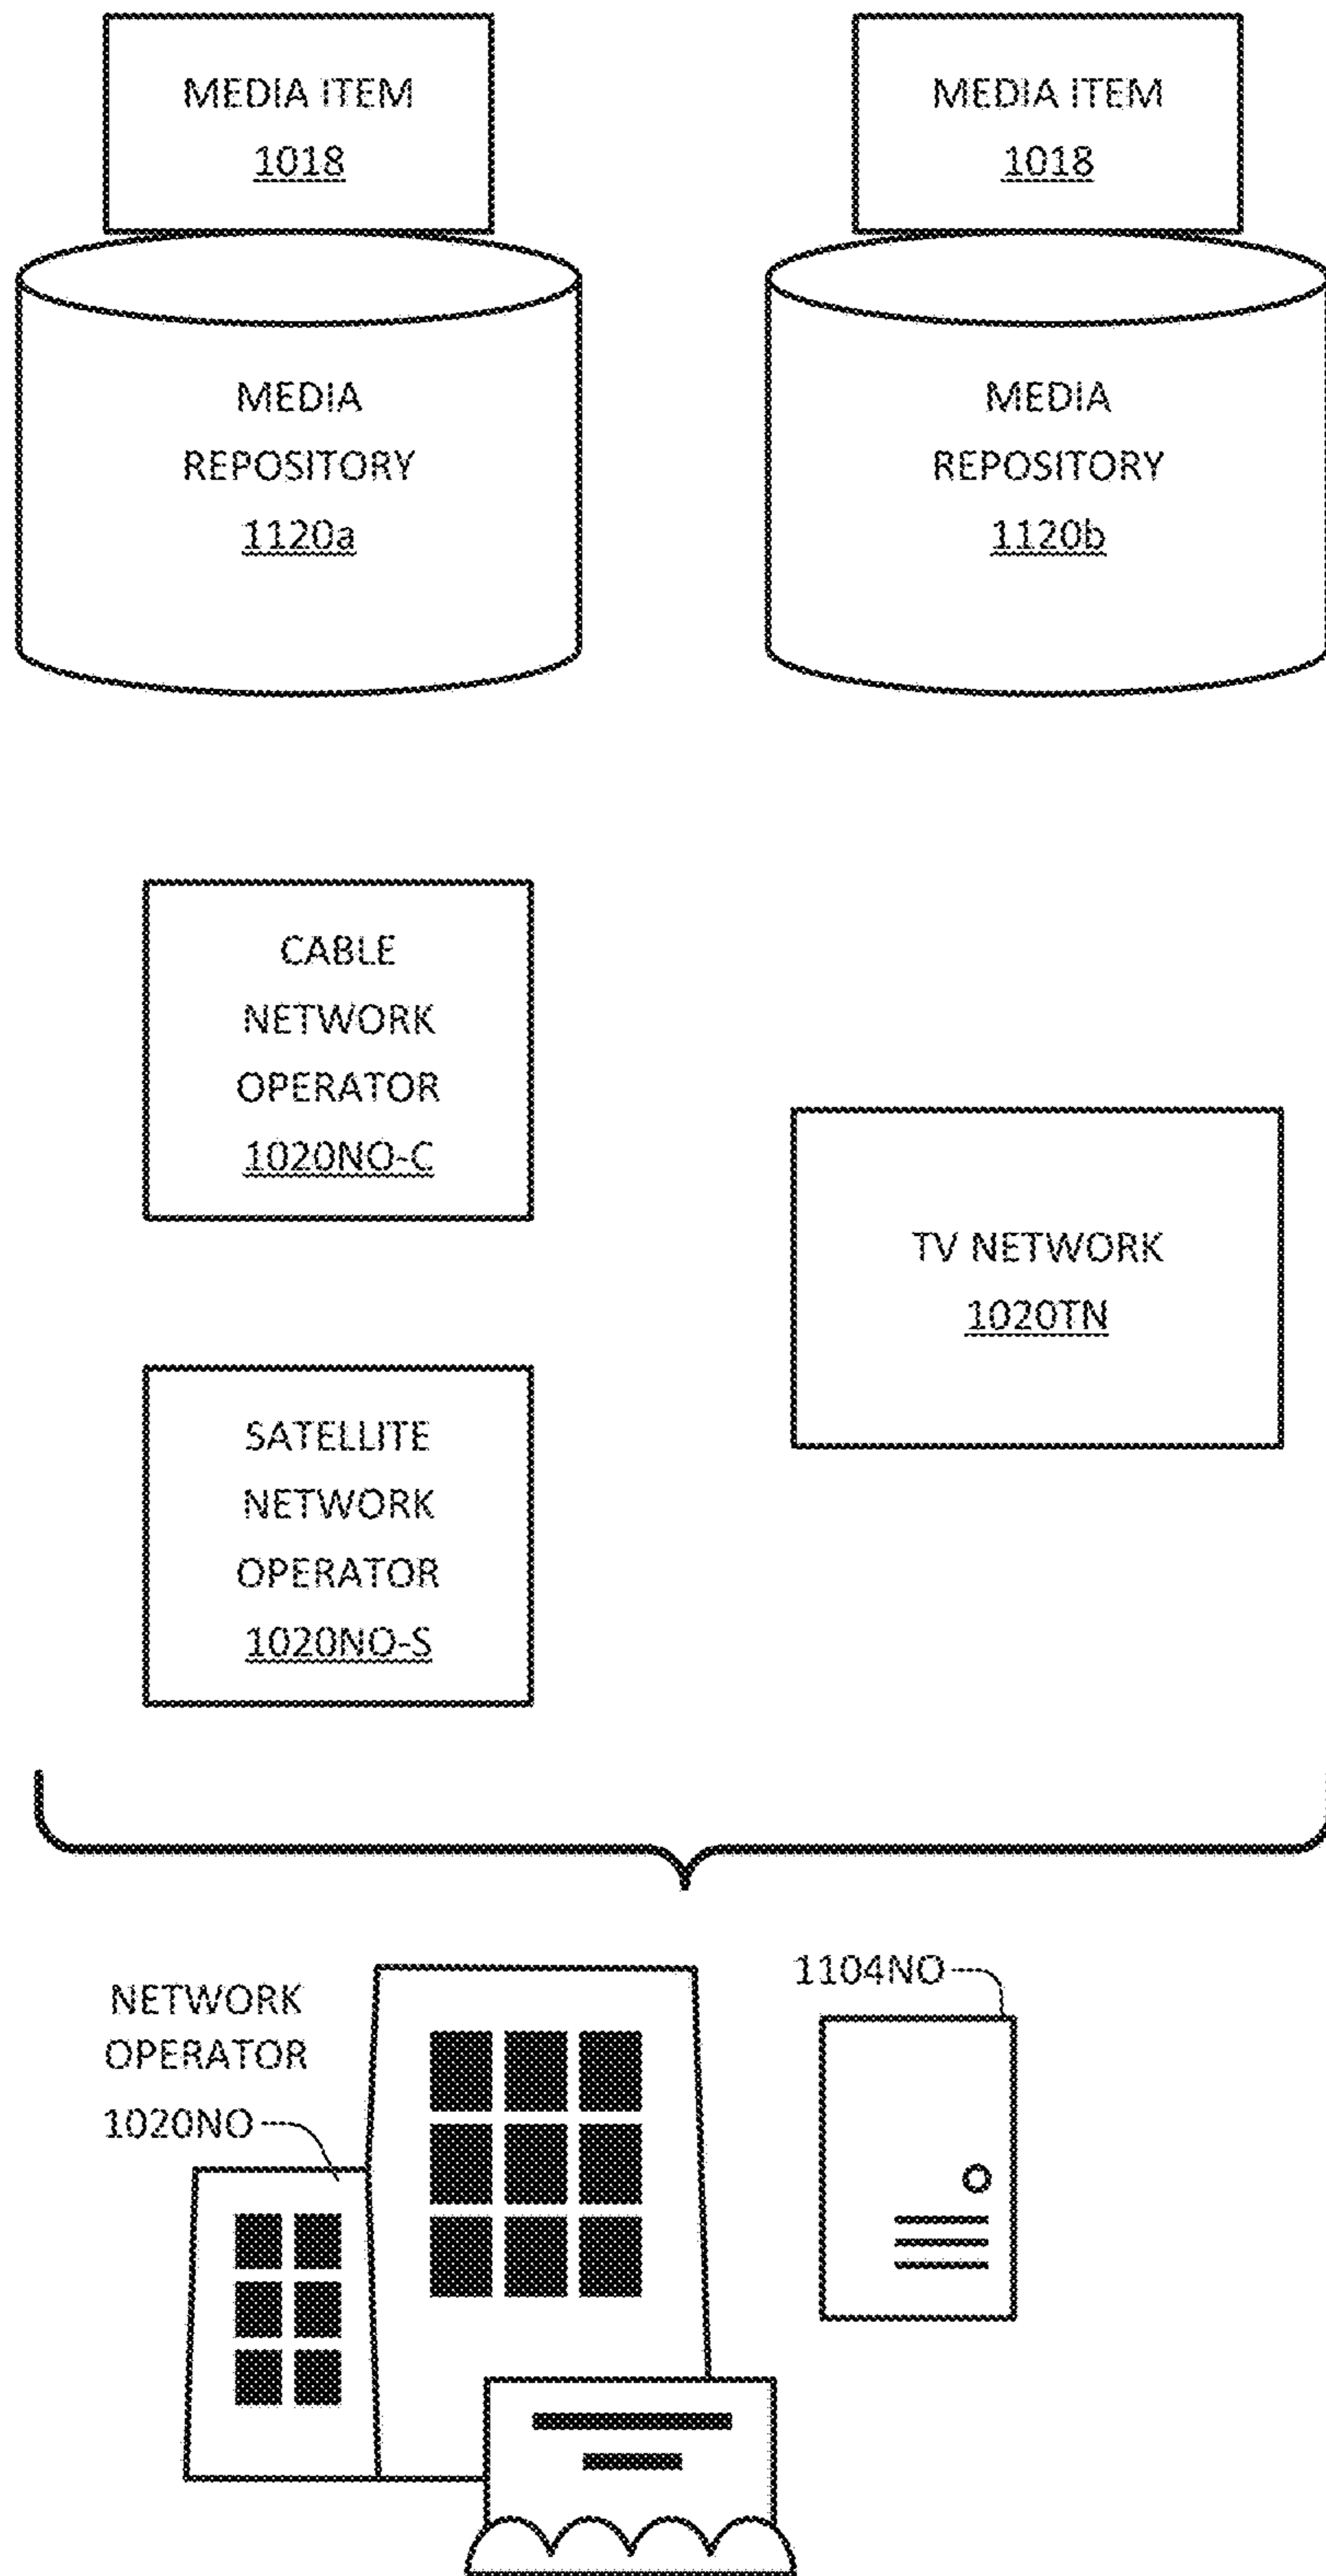 MEDIA ITEM
1018
MEDIA ITEM
1018
MEDIA
REPOSITORY
1120a
MEDIA
REPOSITORY
1120b
CABLE
NETWORK
OPERATOR
1020NO-C
TV NETWORK
1020TN
SATELLITE
NETWORK
OPERATOR
1020NO-S
NETWORK
OPERATOR
1020NO
1104NO